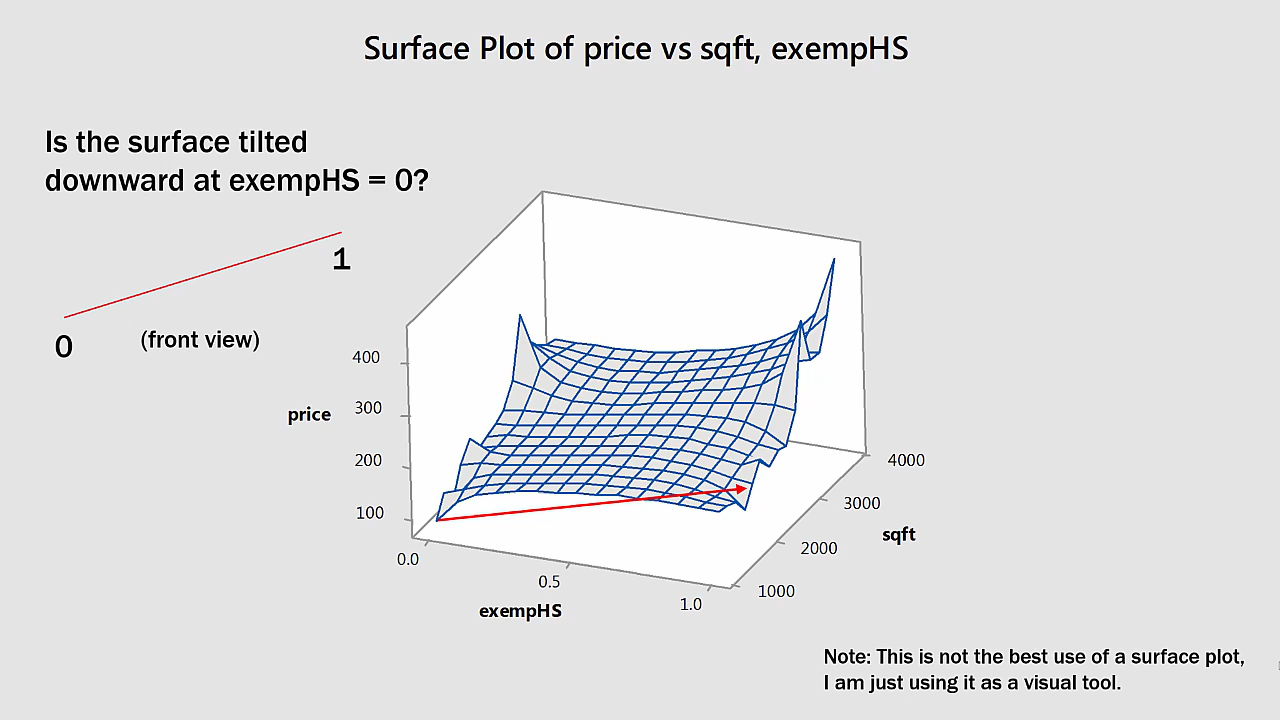 Surface Plot of price vs sqft, exempHS
Is the surface tilted
downward at exempHS = 0?
1
0
(front view)
400
300
200
100
price
0.0
0.5
1.0
exempHS
4000
3000
2000
1000
sqft
Note: This is not the best use of a surface plot,
I am just using it as a visual tool.